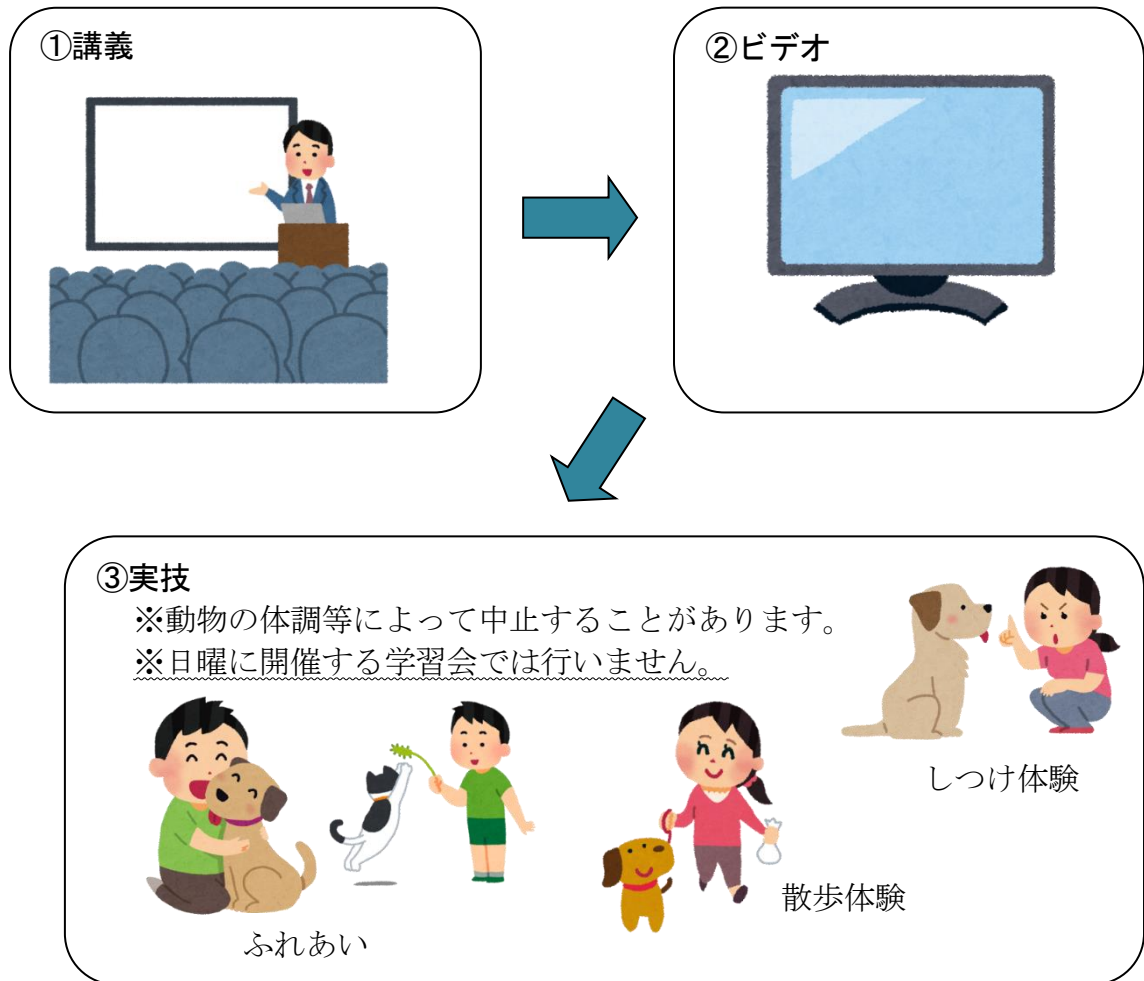 ①講義
②ビデオ
③実技
※動物の体調等によって中止することがあります。
※日曜に開催する学習会では行いません。
しつけ体験
散歩体験
ふれあい